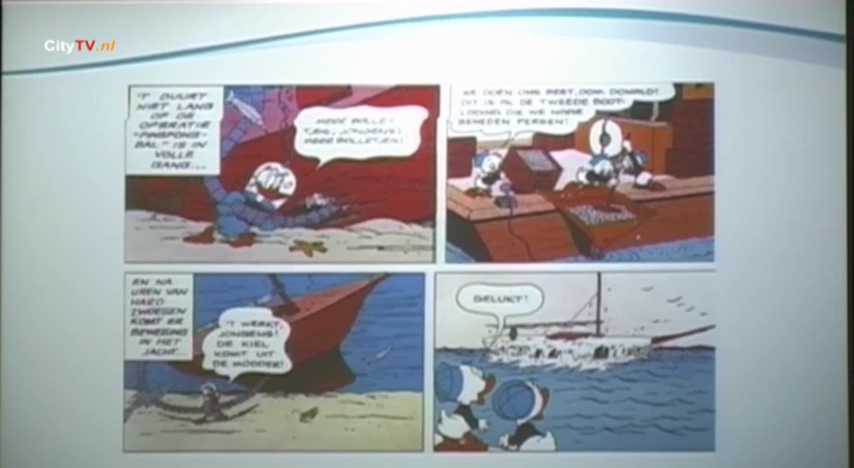 CityTV.nl
'T DUURT
NIET LANG
OF DE
OPERATIE
"PINGPONG-
BAL" IS IN
VOLLE
GANG...
MEER BALLE-
TJES, JONGENS!
MEER BALLETJES!
WE DOEN ONS BEST, OOM DONALD!
DIT IS AL DE TWEEDE BOOT-
LADING DIE WE NAAR
BENEDEN PERSEN!
EN NA
UREN VAN
HARD
ZWOEGEN
KOMT ER
BEWEGING
IN HET
JACHT...
'T WERKT,
JONGENS!
DE KIEL
KOMT UIT
DE MODDER!
GELUKT!